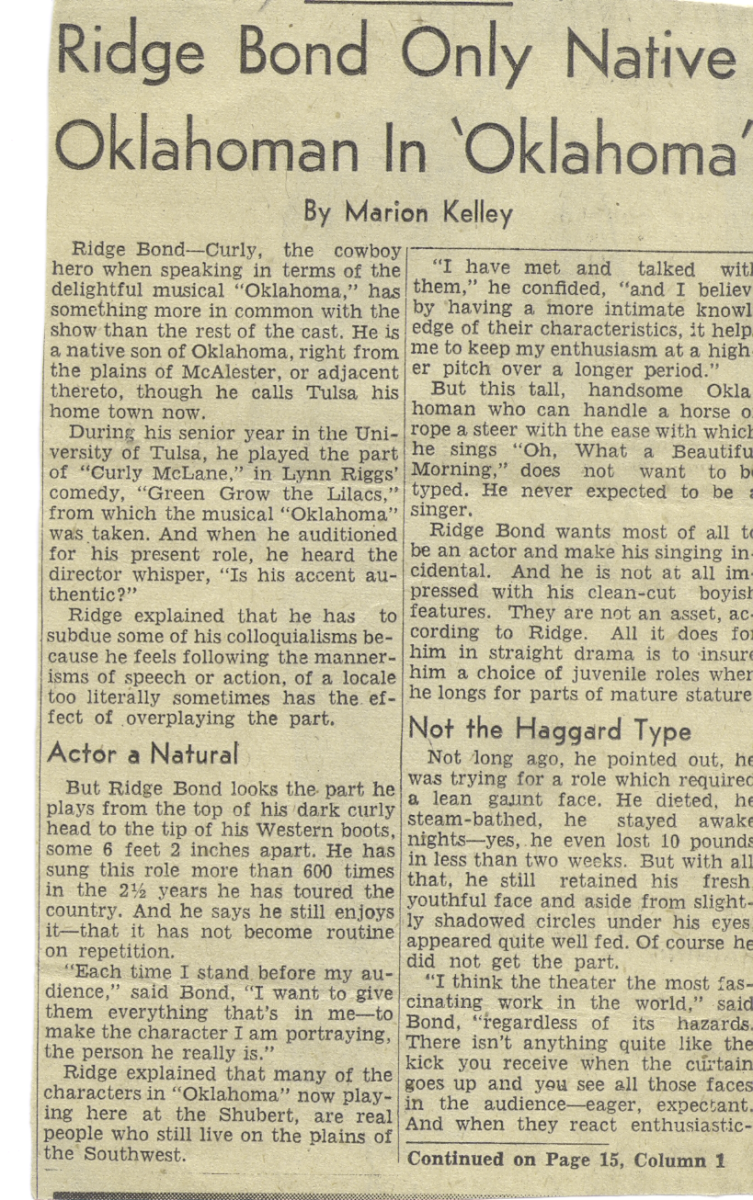 Ridge Bond Only Native
Oklahoman In 'Oklahoma'
By Marion Kelley
Ridge Bond—Curly, the cowboy
hero when speaking in terms of the
delightful musical "Oklahoma," has
something more in common with the
show than the rest of the cast. He is
a native son of Oklahoma, right from
the plains of McAlester, or adjacent
thereto, though he calls Tulsa his
home town now.
During his senior year in the Uni-
versity of Tulsa, he played the part
of "Curly McLane," in Lynn Riggs'
comedy, "Green Grow the Lilacs,"
from which the musical "Oklahoma"
was taken. And when he auditioned
for his present role, he heard the
director whisper, "Is his accent au-
thentic?"
Ridge explained that he has to
subdue some of his colloquialisms be-
cause he feels following the manner-
isms of speech or action, of a locale
too literally sometimes has the ef-
fect of overplaying the part.
Actor a Natural
But Ridge Bond looks the part he
plays from the top of his dark curly
head to the tip of his Western boots,
some 6 feet 2 inches apart. He has
sung this role more than 600 times
in the 2½ years he has toured the
country. And he says he still enjoys
it—that it has not become routine
on repetition.
"Each time I stand before my au-
dience," said Bond, "I want to give
them everything that's in me—to
make the character I am portraying,
the person he really is."
Ridge explained that many of the
characters in "Oklahoma" now play-
ing here at the Shubert, are real
people who still live on the plains of
the Southwest.
"I have met and talked wit
them," he confided, "and I believ
by having a more intimate knowl
edge of their characteristics, it help
me to keep my enthusiasm at a high-
er pitch over a longer period."
But this tall, handsome Okla
homan who can handle a horse o
rope a steer with the ease with which
he sings "Oh, What a Beautifu
Morning," does not want to b
typed. He never expected to be a
singer.
Ridge Bond wants most of all to
be an actor and make his singing in-
cidental. And he is not at all im-
pressed with his clean-cut boyish
features. They are not an asset, ac-
cording to Ridge. All it does for
him in straight drama is to insure
him a choice of juvenile roles when
he longs for parts of mature stature
Not the Haggard Type
Not long ago, he pointed out, he
was trying for a role which required
a lean gaunt face. He dieted, he
steam-bathed, he stayed awake
nights—yes, he even lost 10 pounds
in less than two weeks. But with all
that, he still retained his fresh
youthful face and aside from slight-
ly shadowed circles under his eyes
appeared quite well fed. Of course he
did not get the part.
"I think the theater the most fas-
cinating work in the world," said
Bond, "regardless of its hazards.
There isn't anything quite like the
kick you receive when the curtain
goes up and you see all those faces
in the audience—eager, expectant.
And when they react enthusiastic-
Continued on Page 15, Column 1